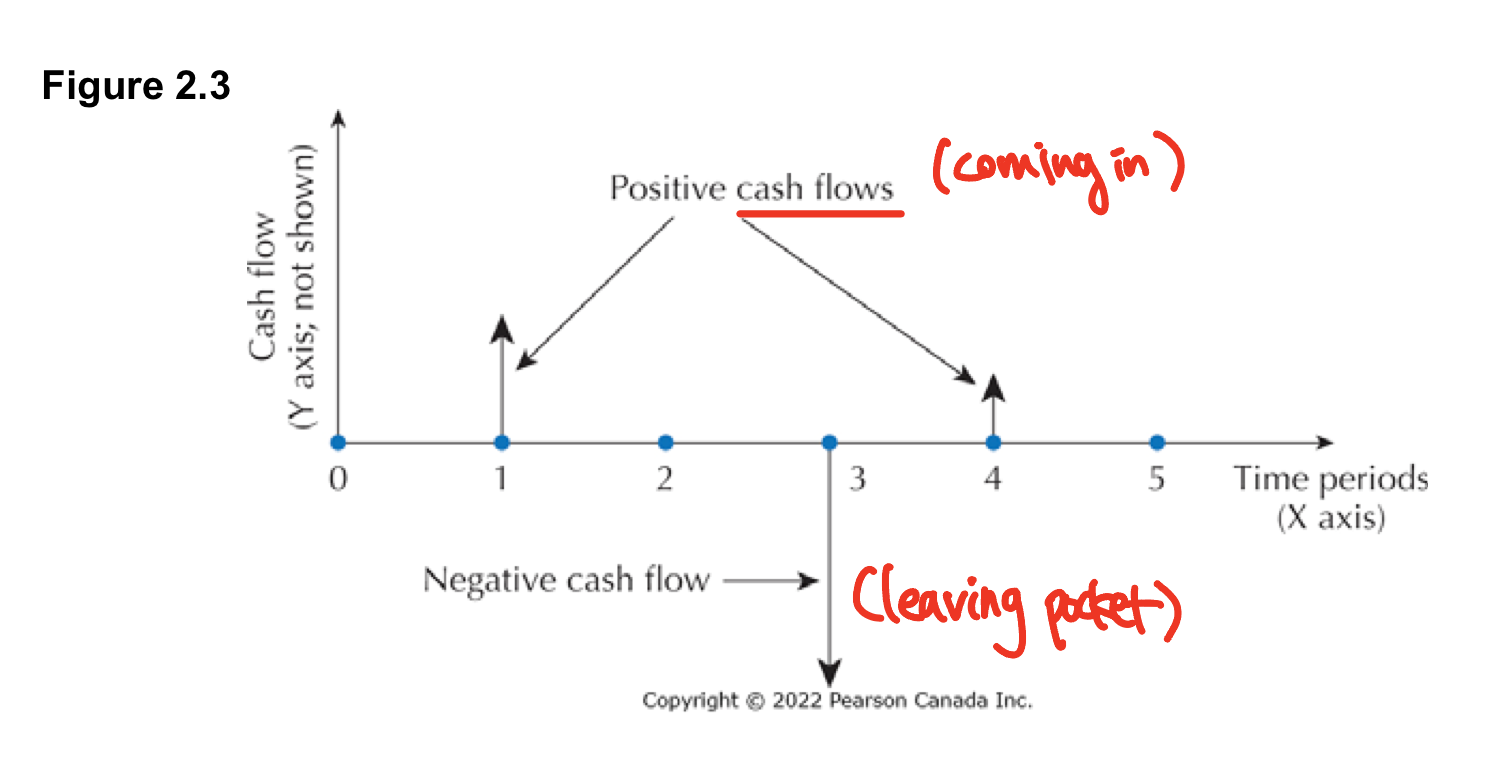 Figure 2.3
Cash flow
(Y axis; not shown)
Positive cash flows
(coming in)
0
1
2
3
4
5
Time periods
(X axis)
Negative cash flow
(leaving pocket)
Copyright © 2022 Pearson Canada Inc.